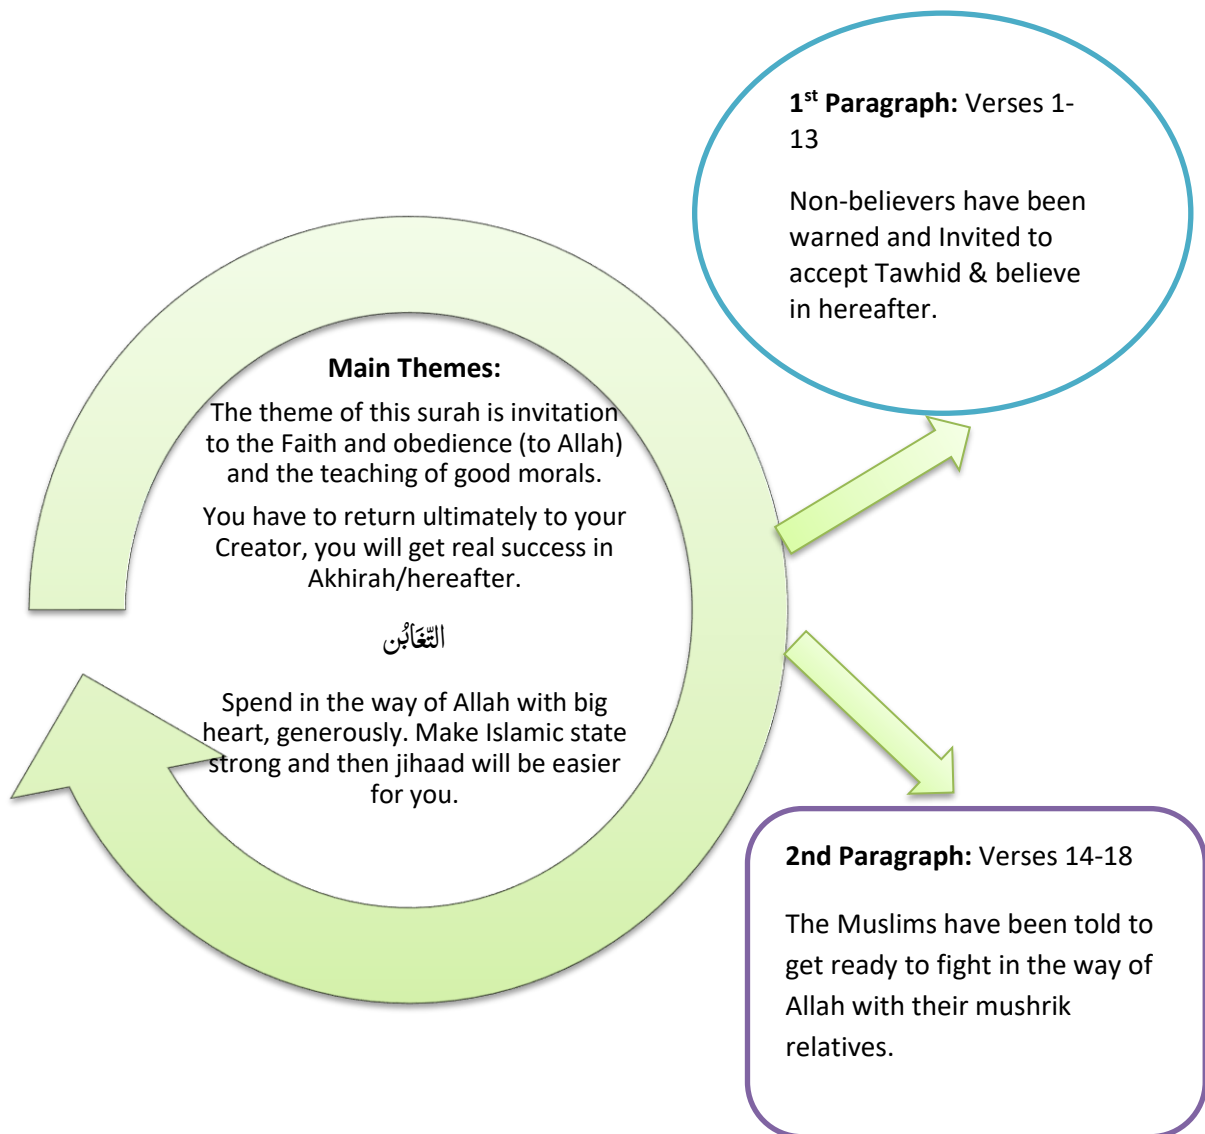 1st Paragraph: Verses 1-
13
Non-believers have been
warned and Invited to
accept Tawhid & believe
in hereafter.
Main Themes:
The theme of this surah is invitation
to the Faith and obedience (to Allah)
and the teaching of good morals.
You have to return ultimately to your
Creator, you will get real success in
Akhirah/hereafter.
التَّغَابُن
Spend in the way of Allah with big
heart, generously. Make Islamic state
strong and then jihaad will be easier
for you.
2nd Paragraph: Verses 14-18
The Muslims have been told to
get ready to fight in the way of
Allah with their mushrik
relatives.